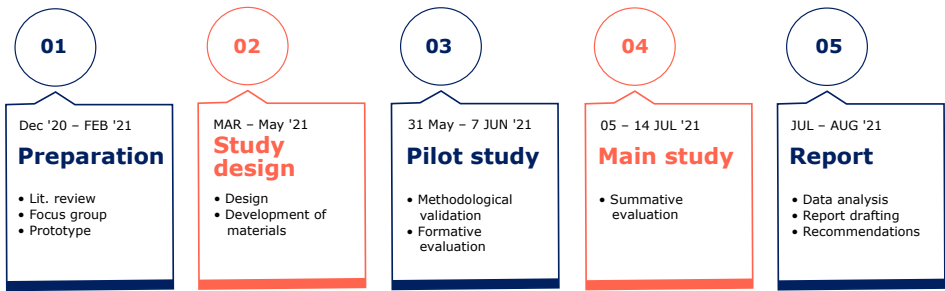 01
Dec '20 – FEB '21
Preparation
• Lit. review
• Focus group
• Prototype
02
MAR – May '21
Study
design
• Design
• Development of
materials
03
31 May – 7 JUN '21
Pilot study
• Methodological
validation
• Formative
evaluation
04
05 – 14 JUL '21
Main study
• Summative
evaluation
05
JUL – AUG '21
Report
• Data analysis
• Report drafting
• Recommendations